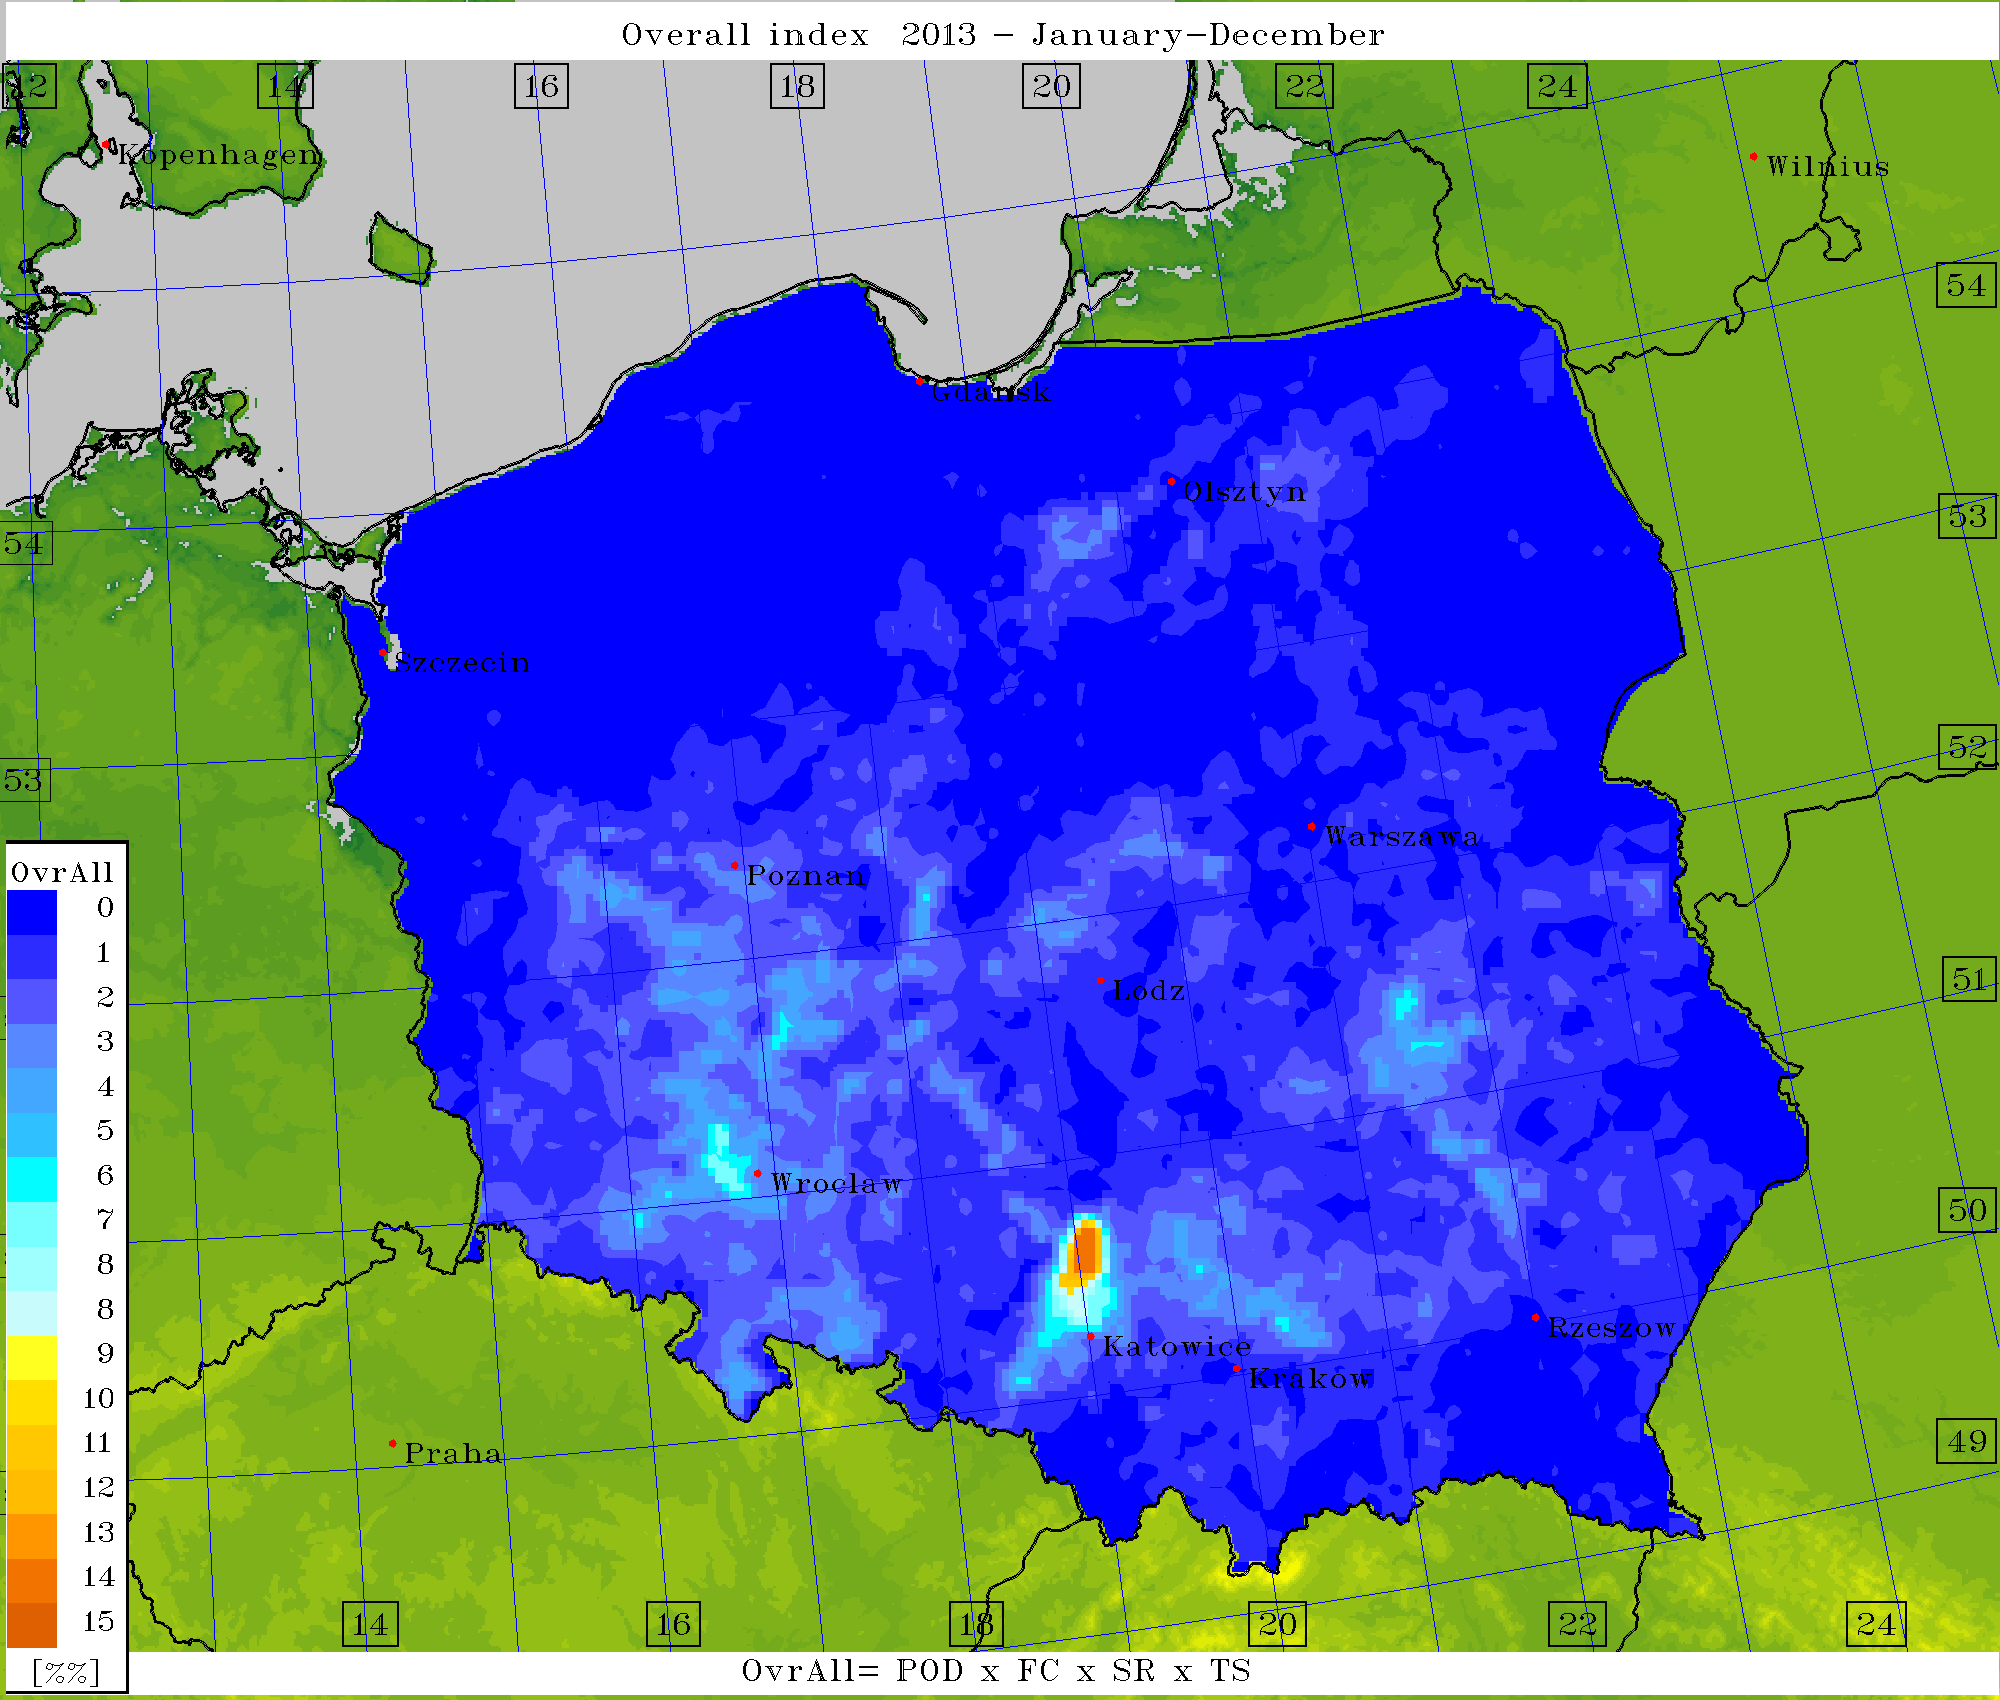 Overall index 2013 - January-December
12 14 16 18 20 22 24
Kopenhagen
Wilnius
54
Gdańsk
Olsztyn
53
54
Szczecin
52
53
Warszawa
OvrAll
Poznan
0
1
51
Lodz
2
3
4
5
6
Wroclaw
50
7
8
8
Rzeszow
9
Katowice
Kraków
10
11
49
Praha
12
13
14
15
14 16 18 20 22 24
[%%]
OvrAll= POD x FC x SR x TS